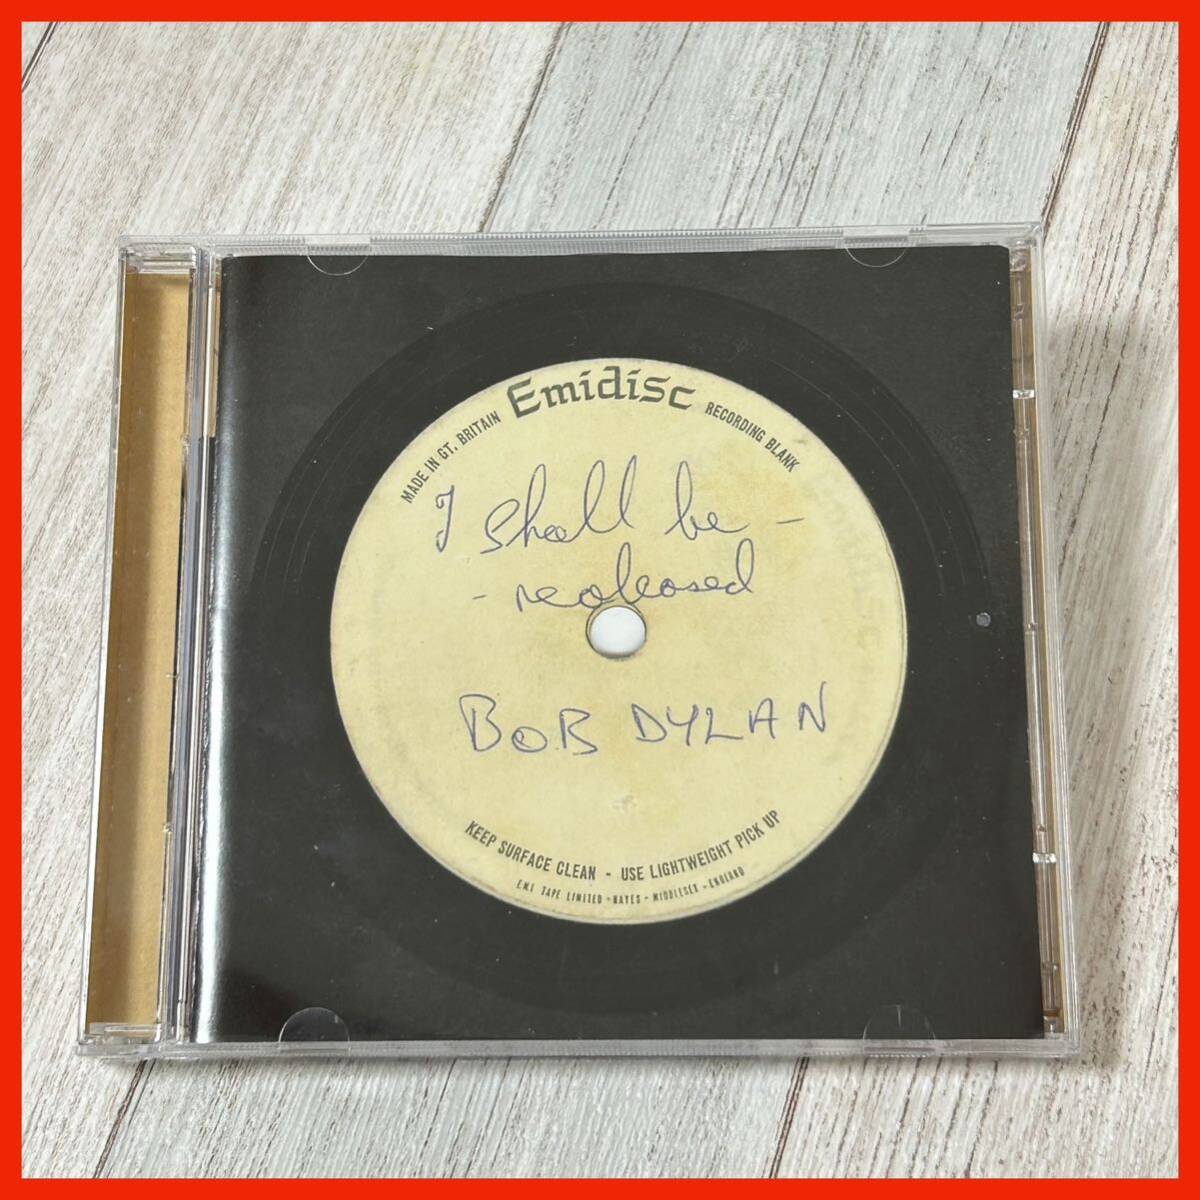 Emidisc
MADE IN GT. BRITAIN
RECORDING BLANK
I shall be -
- released
BOB DYLAN
KEEP SURFACE CLEAN - USE LIGHTWEIGHT PICK UP
E.M.I. TAPE LIMITED - HAYES - MIDDLESEX - ENGLAND